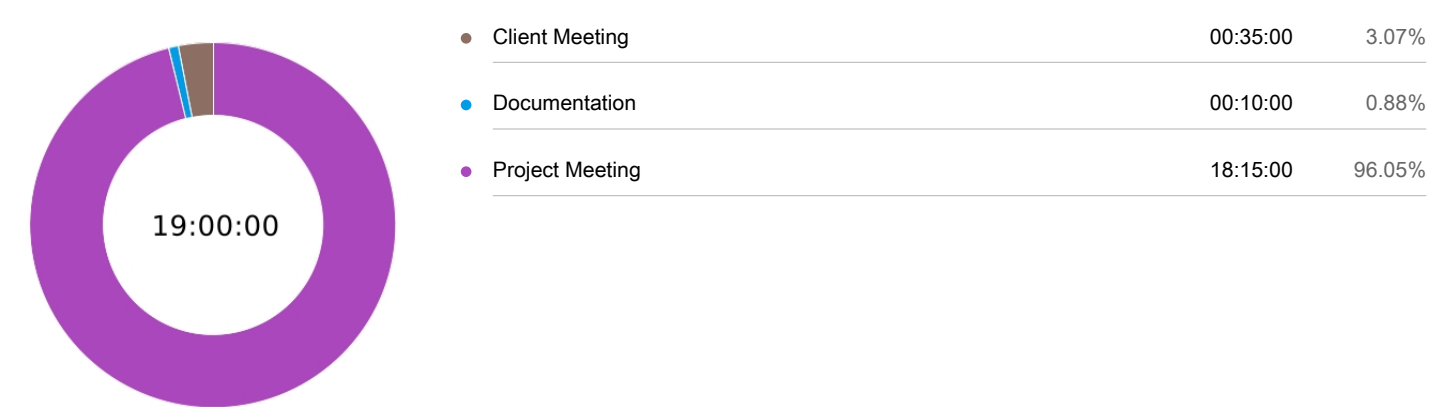 Client Meeting 00:35:00 3.07%
Documentation 00:10:00 0.88%
Project Meeting 18:15:00 96.05%
19:00:00